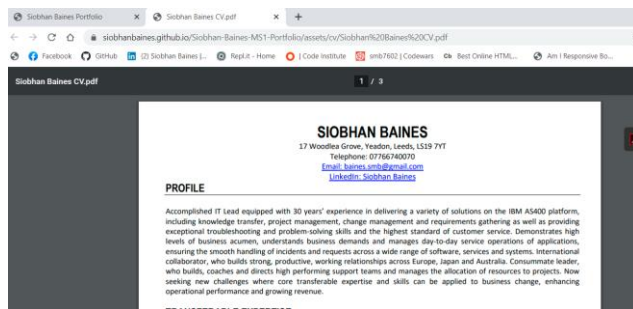 Siobhan Baines Portfolio
Siobhan Baines CV.pdf
siobhanbaines.github.io/Siobhan-Baines-MS1-Portfolio/assets/cv/Siobhan%20Baines%20CV.pdf
Facebook GitHub (2) Siobhan Baines |... Repl.it - Home | Code Institute smb7602 | Codewars Best Online HTML... Am I Responsive Bo...
Siobhan Baines CV.pdf 1 / 3
SIOBHAN BAINES
17 Woodlea Grove, Yeadon, Leeds, LS19 7YT
Telephone: 07766740070
Email: baines.smb@gmail.com
LinkedIn: Siobhan Baines
PROFILE
Accomplished IT Lead equipped with 30 years' experience in delivering a variety of solutions on the IBM AS400 platform,
including knowledge transfer, project management, change management and requirements gathering as well as providing
exceptional troubleshooting and problem-solving skills and the highest standard of customer service. Demonstrates high
levels of business acumen, understands business demands and manages day-to-day service operations of applications,
ensuring the smooth handling of incidents and requests across a wide range of software, services and systems. International
collaborator, who builds strong, productive, working relationships across Europe, Japan and Australia. Consummate leader,
who builds, coaches and directs high performing support teams and manages the allocation of resources to projects. Now
seeking new challenges where core transferable expertise and skills can be applied to business change, enhancing
operational performance and growing revenue.